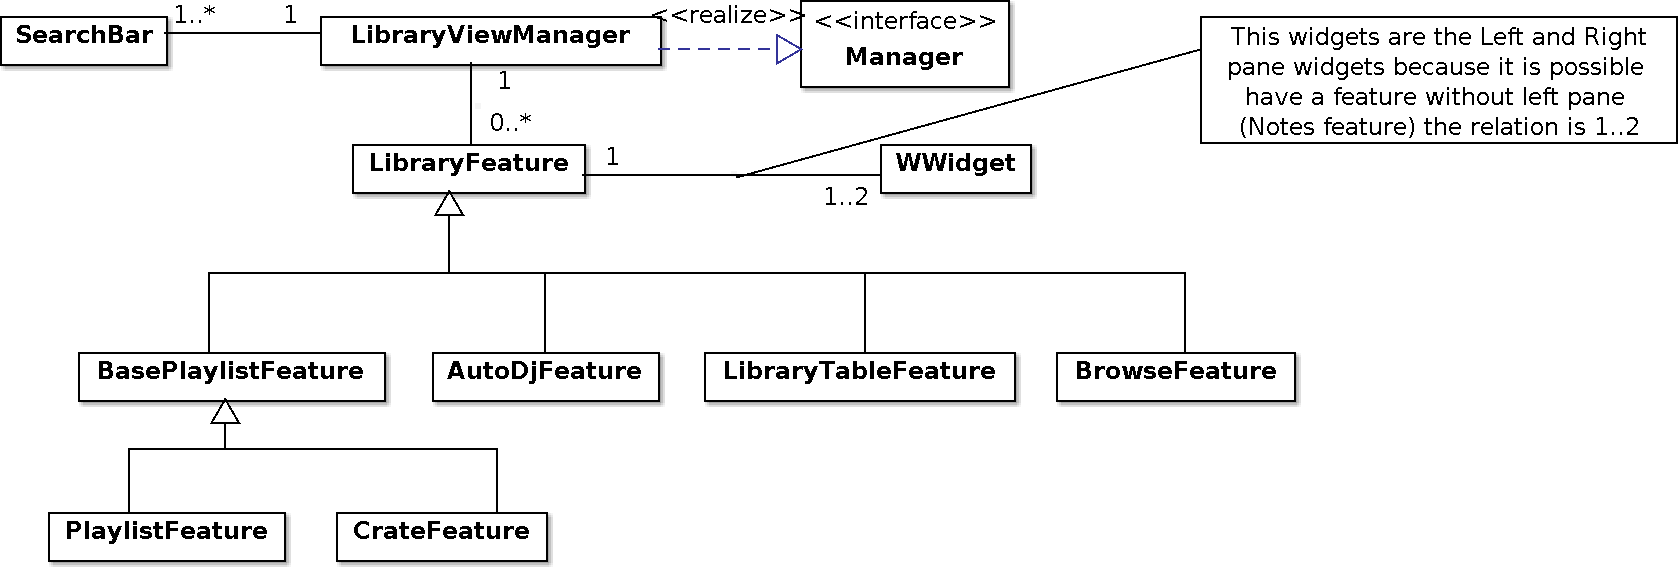 SearchBar
1..*
1
LibraryViewManager
<<realize>>
<<interface>>
Manager
This widgets are the Left and Right
pane widgets because it is possible
have a feature without left pane
(Notes feature) the relation is 1..2
1
0..*
LibraryFeature
1
1..2
WWidget
BasePlaylistFeature
AutoDjFeature
LibraryTableFeature
BrowseFeature
PlaylistFeature
CrateFeature